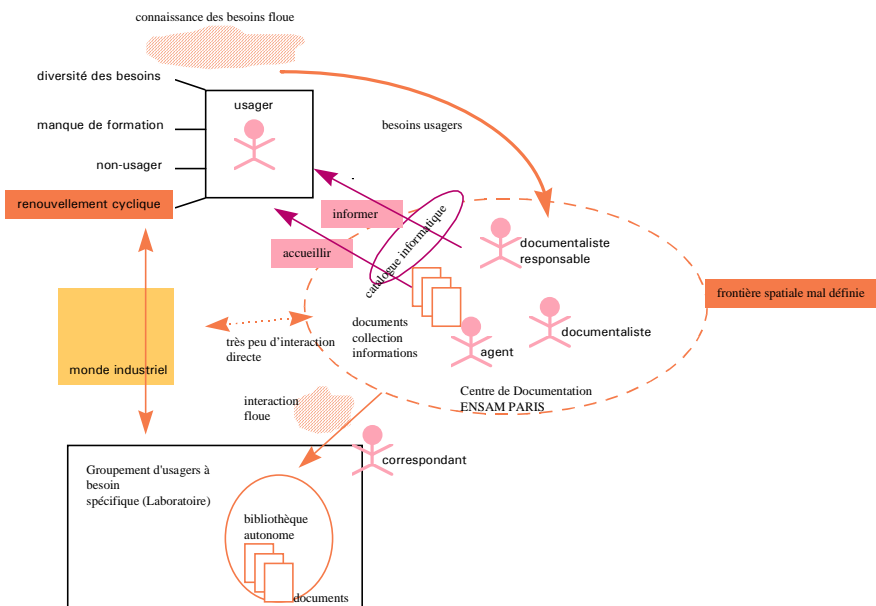 connaissance des besoins floue
diversité des besoins
usager
manque de formation
besoins usagers
non-usager
renouvellement cyclique
informer
catalogue informatique
accueillir
documentaliste
responsable
frontière spatiale mal définie
documents
collection
informations
documentaliste
agent
très peu d'interaction
directe
monde industriel
Centre de Documentation
ENSAM PARIS
interaction
floue
correspondant
Groupement d'usagers à
besoin
spécifique (Laboratoire)
bibliothèque
autonome
documents